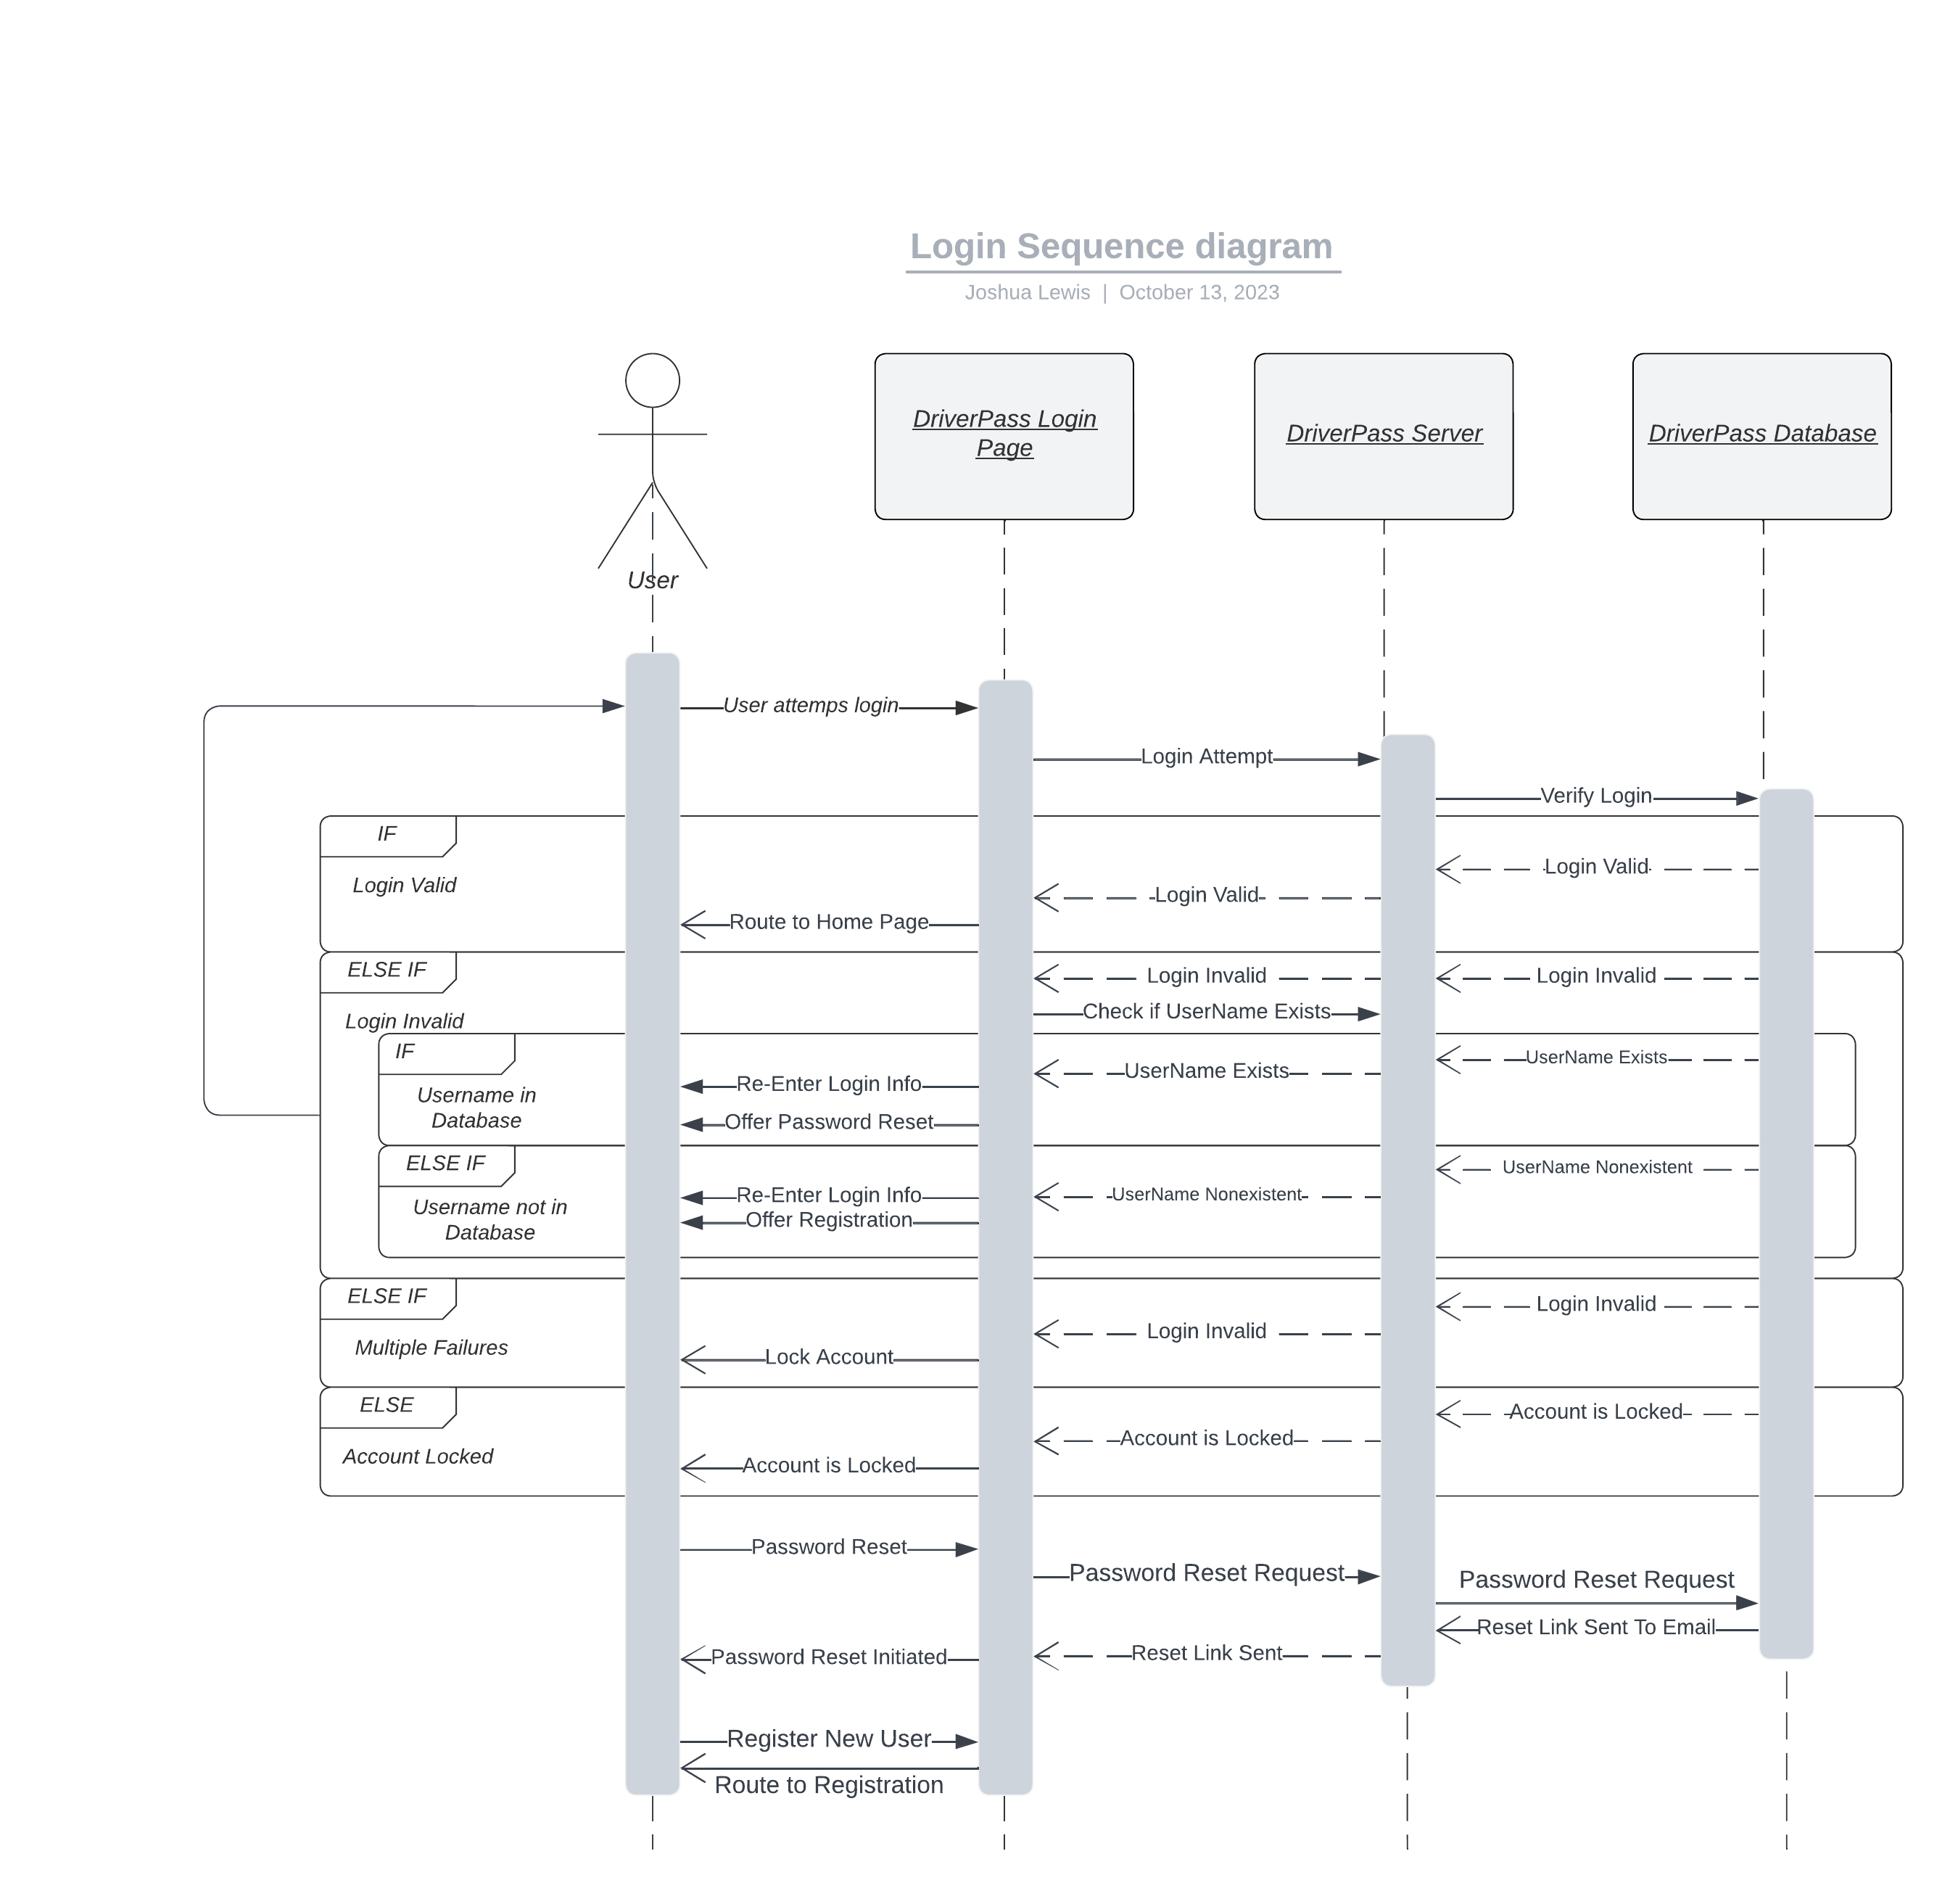 Login Sequence diagram
Joshua Lewis | October 13, 2023
User
DriverPass Login
Page
DriverPass Server
DriverPass Database
User attemps login
Login Attempt
Verify Login
IF
Login Valid
Login Valid
Login Valid
Route to Home Page
ELSE IF
Login Invalid
Login Invalid
Login Invalid
Check if UserName Exists
IF
Username in
Database
UserName Exists
UserName Exists
Re-Enter Login Info
Offer Password Reset
ELSE IF
Username not in
Database
UserName Nonexistent
UserName Nonexistent
Re-Enter Login Info
Offer Registration
ELSE IF
Multiple Failures
Login Invalid
Login Invalid
Lock Account
ELSE
Account Locked
Account is Locked
Account is Locked
Account is Locked
Password Reset
Password Reset Request
Password Reset Request
Reset Link Sent To Email
Reset Link Sent
Password Reset Initiated
Register New User
Route to Registration